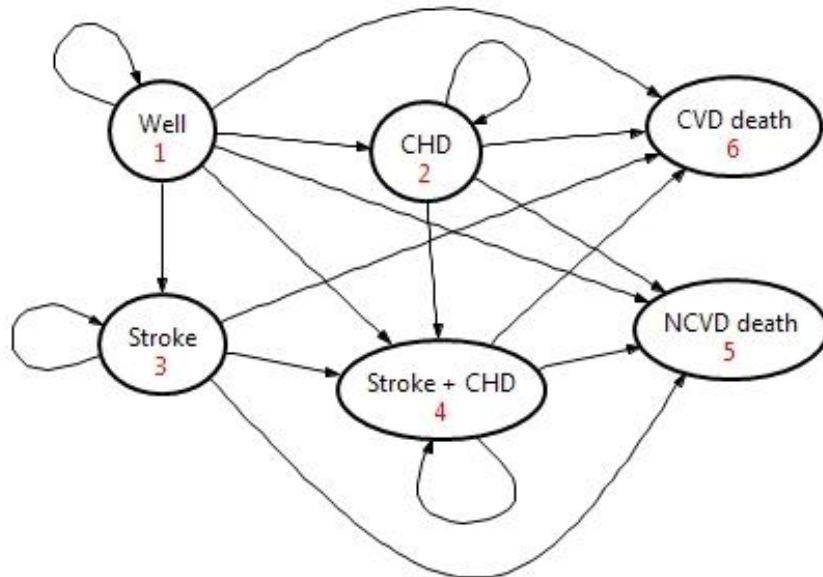 Well
1
CHD
2
CVD death
6
Stroke
3
Stroke + CHD
4
NCVD death
5